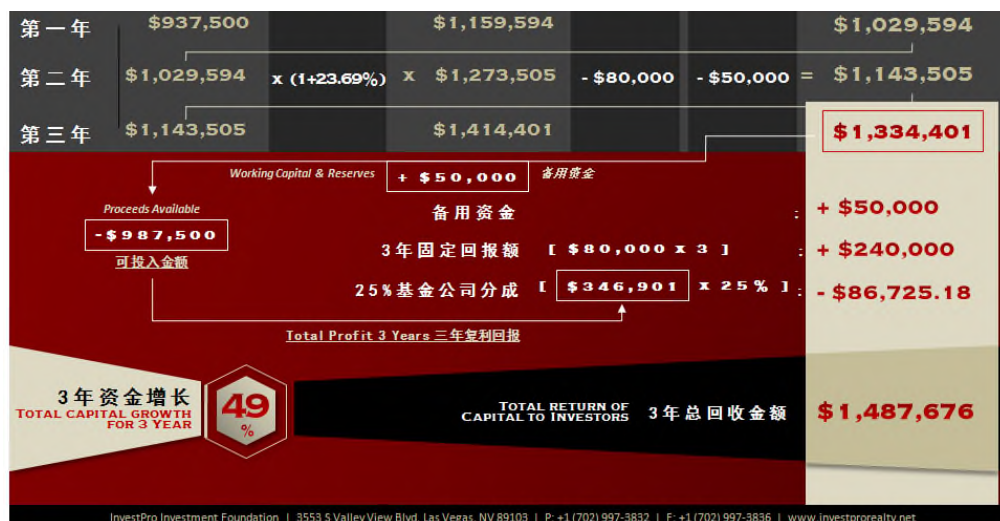 第一年 $937,500 $1,159,594 $1,029,594
第二年 $1,029,594 x (1+23.69%) x $1,273,505 - $80,000 - $50,000 = $1,143,505
第三年 $1,143,505 $1,414,401 $1,334,401
Working Capital & Reserves + $50,000 备用资金
Proceeds Available
-$987,500
可投入金额
备用资金 : + $50,000
3年固定回报额 [ $80,000 x 3 ] : + $240,000
25%基金公司分成 [ $346,901 x 25% ] : - $86,725.18
Total Profit 3 Years 三年复利回报
3年资金增长
TOTAL CAPITAL GROWTH
FOR 3 YEAR
49
%
TOTAL RETURN OF
CAPITAL TO INVESTORS
3年总回收金额
$1,487,676
InvestPro Investment Foundation | 3553 S Valley View Blvd, Las Vegas, NV 89103 | P: +1 (702) 997-3832 | F: +1 (702) 997-3836 | www.investprorealty.net